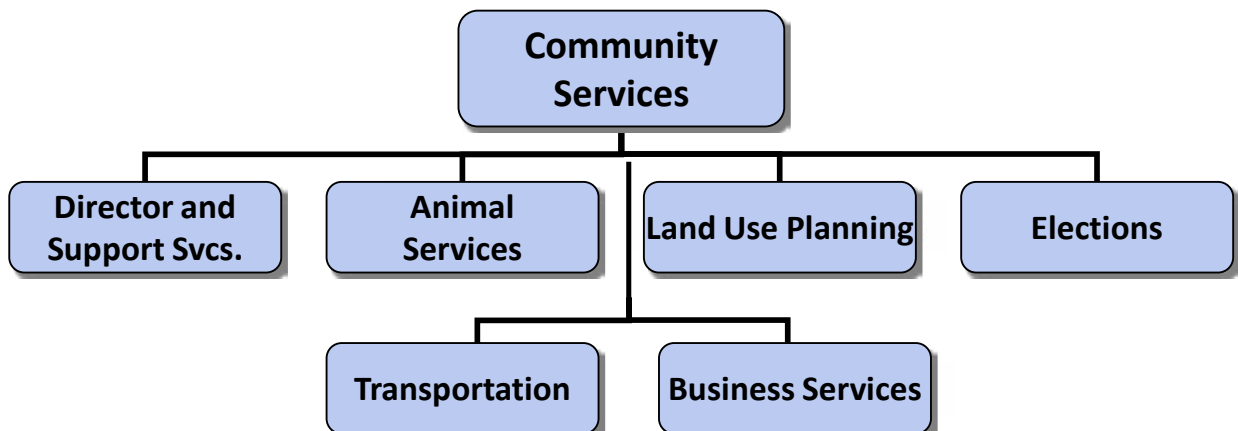 Community
Services
Director and
Support Svcs.
Animal
Services
Land Use Planning
Elections
Transportation
Business Services